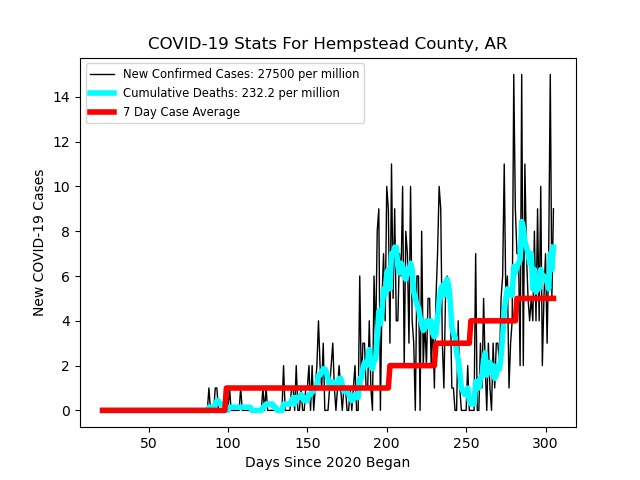 COVID-19 Stats For Hempstead County, AR
New Confirmed Cases: 27500 per million
Cumulative Deaths: 232.2 per million
7 Day Case Average
14
12
10
8
6
4
2
0
New COVID-19 Cases
50 100 150 200 250 300
Days Since 2020 Began